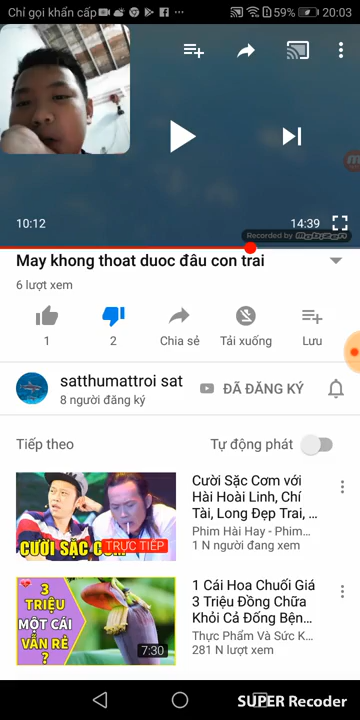 Chỉ gọi khẩn cấp
59%
20:03
10:12
14:39
Recorded by
May khong thoat duoc đâu con trai
6 lượt xem
1
2
Chia sẻ
Tải xuống
Lưu
satthumattroi sat
8 người đăng ký
ĐÃ ĐĂNG KÝ
Tiếp theo
Tự động phát
CƯỜI SẶC CƠM
TRỰC TIẾP
Cười Sặc Cơm với
Hài Hoài Linh, Chí
Tài, Long Đẹp Trai, ...
Phim Hài Hay - Phim...
1 N người đang xem
3
TRIỆU
MỘT CÁI
VẪN RẺ
?
7:30
1 Cái Hoa Chuối Giá
3 Triệu Đồng Chữa
Khỏi Cả Đống Bện...
Thực Phẩm Và Sức K...
281 N lượt xem
SUPER Recoder